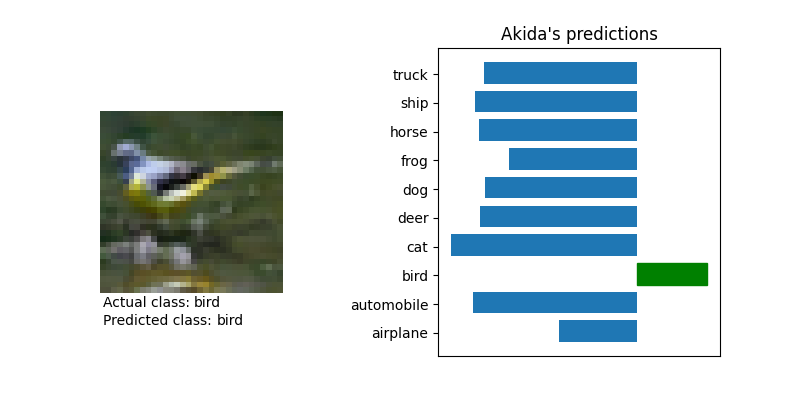 Akida's predictions
truck
ship
horse
frog
dog
deer
cat
bird
automobile
airplane
Actual class: bird
Predicted class: bird